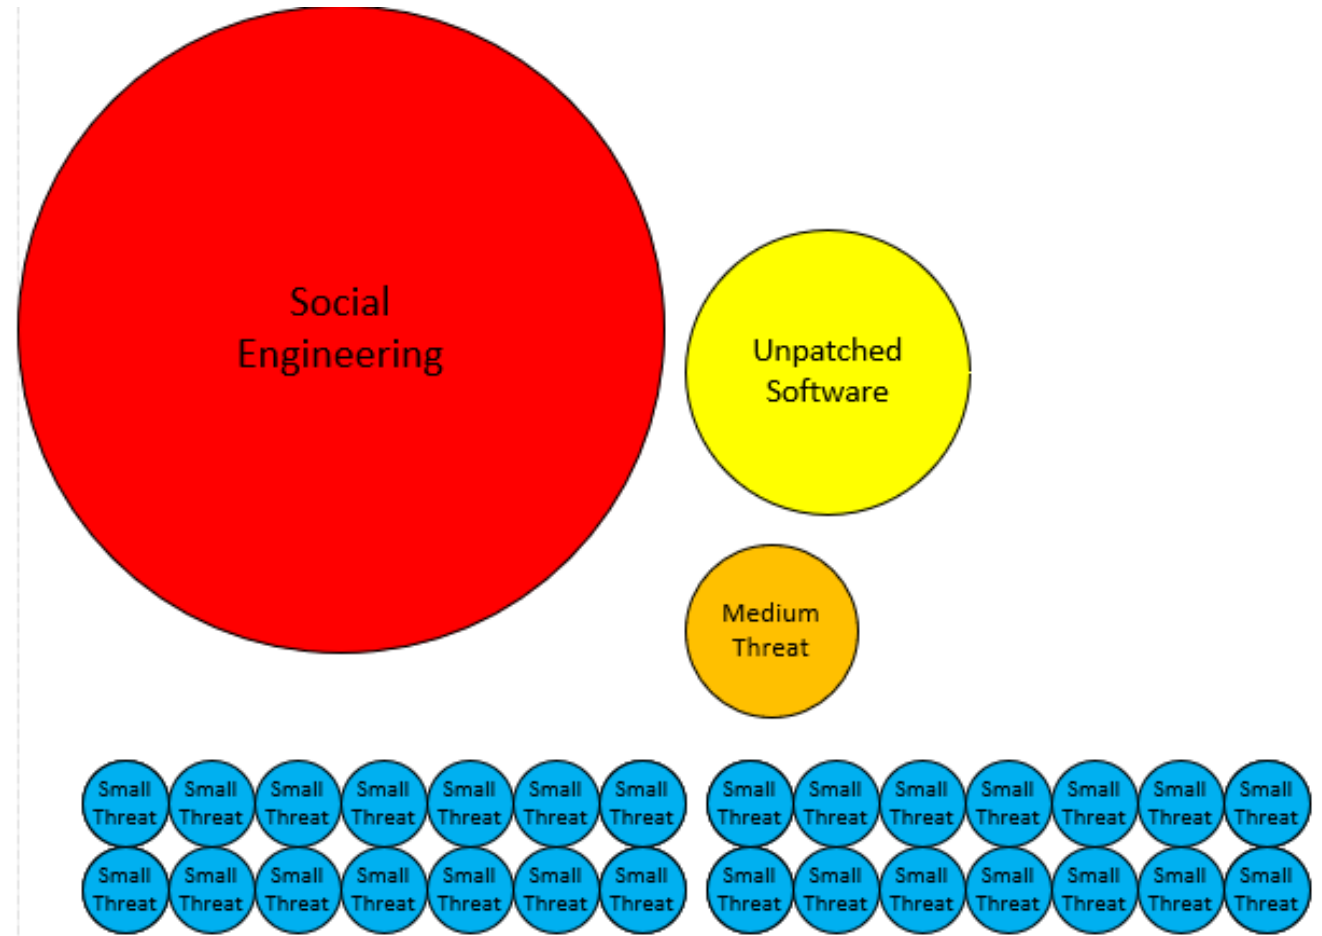 Social
Engineering
Unpatched
Software
Medium
Threat
Small Small Small Small Small Small Small Small Small Small Small Small Small Small
Threat Threat Threat Threat Threat Threat Threat Threat Threat Threat Threat Threat Threat Threat
Small Small Small Small Small Small Small Small Small Small Small Small Small Small
Threat Threat Threat Threat Threat Threat Threat Threat Threat Threat Threat Threat Threat Threat